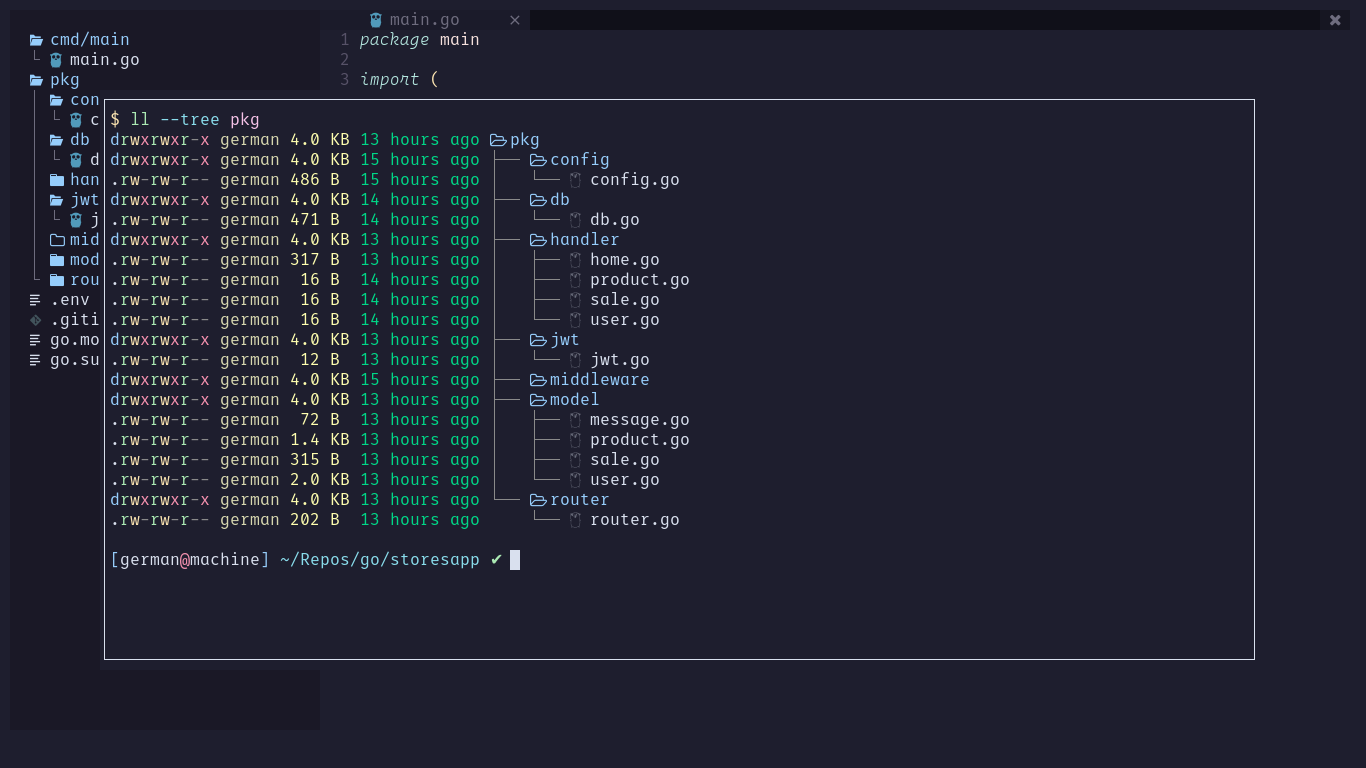 main.go
cmd/main
main.go
pkg
con
c
db
d
han
jwt
j
mid
mod
rou
.env
.giti
go.mo
go.su
1 package main
2
3 import (
$ ll --tree pkg
drwxrwxr-x german 4.0 KB 13 hours ago pkg
drwxrwxr-x german 4.0 KB 15 hours ago ├── config
.rw-rw-r-- german 486 B 15 hours ago │ └── config.go
drwxrwxr-x german 4.0 KB 14 hours ago ├── db
.rw-rw-r-- german 471 B 14 hours ago │ └── db.go
drwxrwxr-x german 4.0 KB 13 hours ago ├── handler
.rw-rw-r-- german 317 B 13 hours ago │ ├── home.go
.rw-rw-r-- german 16 B 14 hours ago │ ├── product.go
.rw-rw-r-- german 16 B 14 hours ago │ ├── sale.go
.rw-rw-r-- german 16 B 14 hours ago │ └── user.go
drwxrwxr-x german 4.0 KB 13 hours ago ├── jwt
.rw-rw-r-- german 12 B 13 hours ago │ └── jwt.go
drwxrwxr-x german 4.0 KB 15 hours ago ├── middleware
drwxrwxr-x german 4.0 KB 13 hours ago ├── model
.rw-rw-r-- german 72 B 13 hours ago │ ├── message.go
.rw-rw-r-- german 1.4 KB 13 hours ago │ ├── product.go
.rw-rw-r-- german 315 B 13 hours ago │ ├── sale.go
.rw-rw-r-- german 2.0 KB 13 hours ago │ └── user.go
drwxrwxr-x german 4.0 KB 13 hours ago └── router
.rw-rw-r-- german 202 B 13 hours ago └── router.go
[german@machine] ~/Repos/go/storesapp ✔